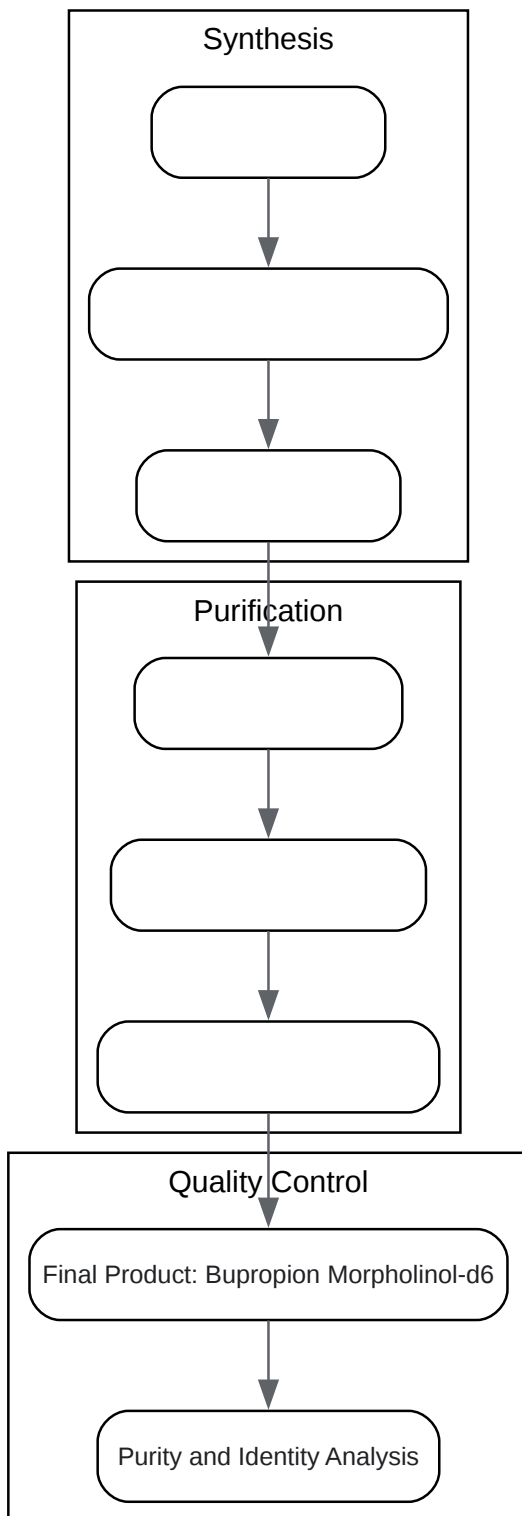 Synthesis
Purification
Quality Control
Final Product: Bupropion Morpholinol-d6
Purity and Identity Analysis